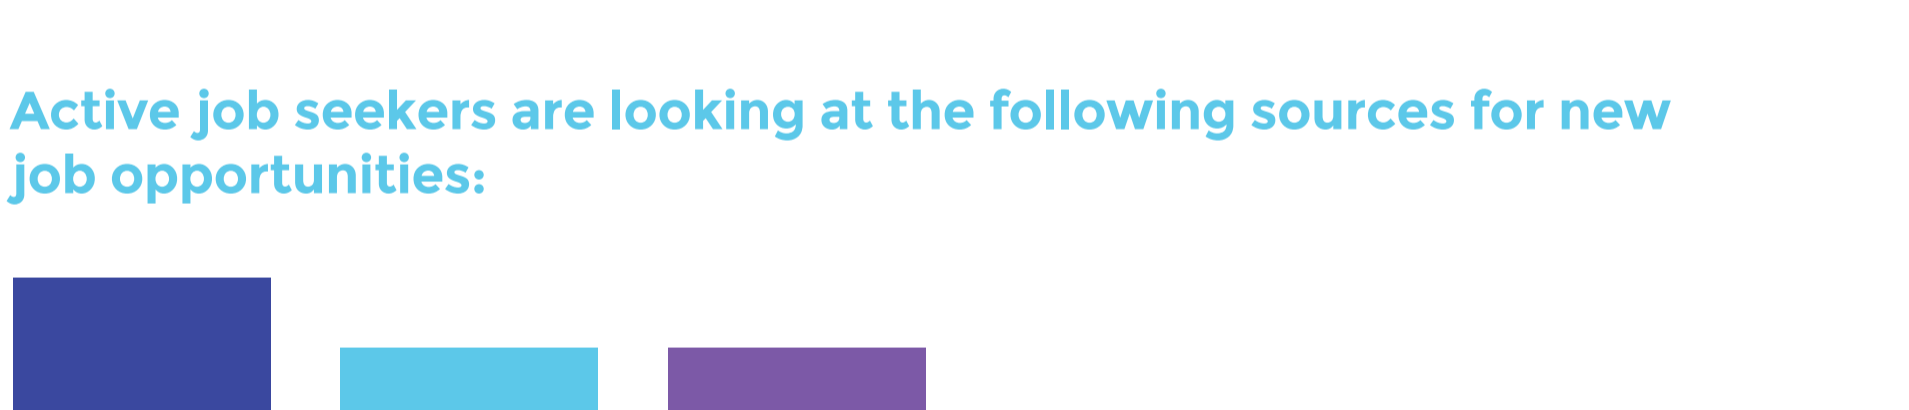 Active job seekers are looking at the following sources for new
job opportunities: